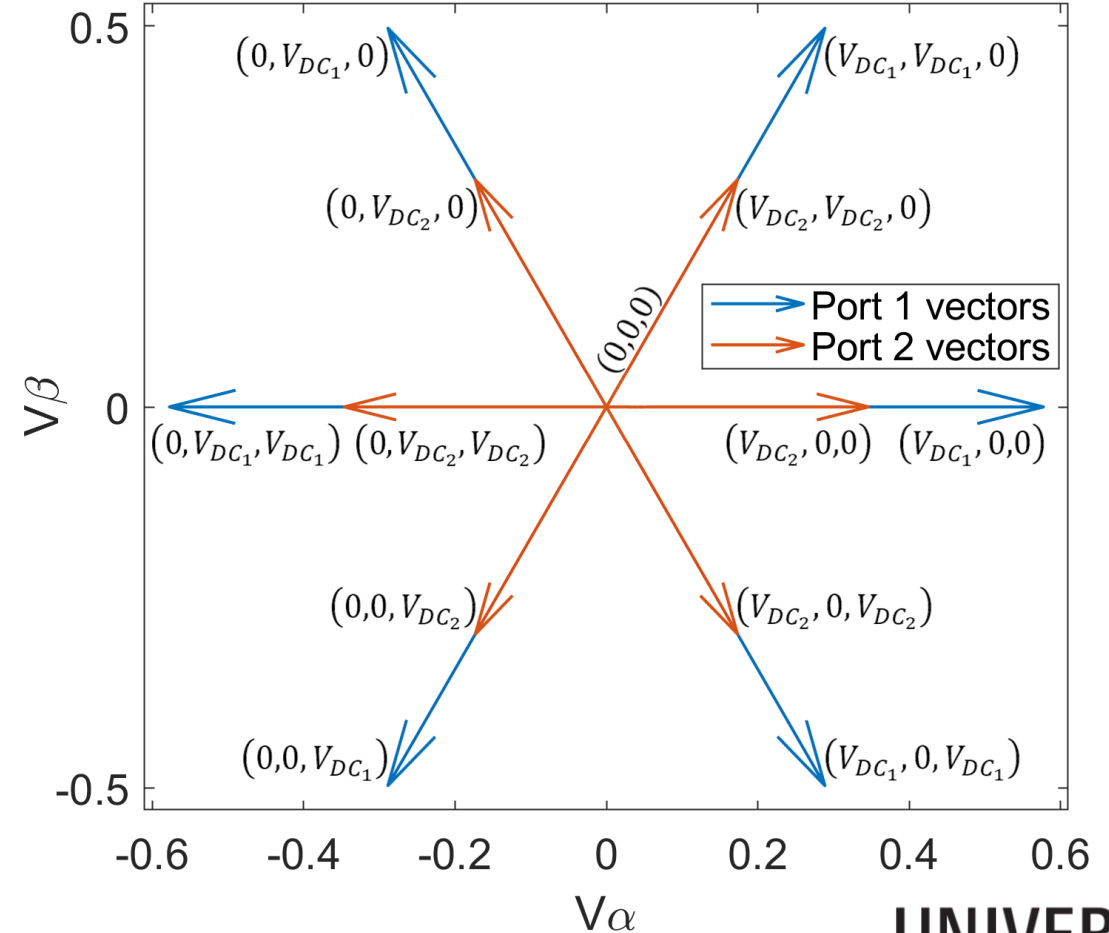 0.5
(0, V_{DC_1}, 0)
(V_{DC_1}, V_{DC_1}, 0)
(0, V_{DC_2}, 0)
(V_{DC_2}, V_{DC_2}, 0)
(0,0,0)
Port 1 vectors
Port 2 vectors
Vβ
0
(0, V_{DC_1}, V_{DC_1})
(0, V_{DC_2}, V_{DC_2})
(V_{DC_2}, 0,0)
(V_{DC_1}, 0,0)
(0,0, V_{DC_2})
(V_{DC_2}, 0, V_{DC_2})
(0,0, V_{DC_1})
(V_{DC_1}, 0, V_{DC_1})
-0.5
-0.6
-0.4
-0.2
0
0.2
0.4
0.6
Vα